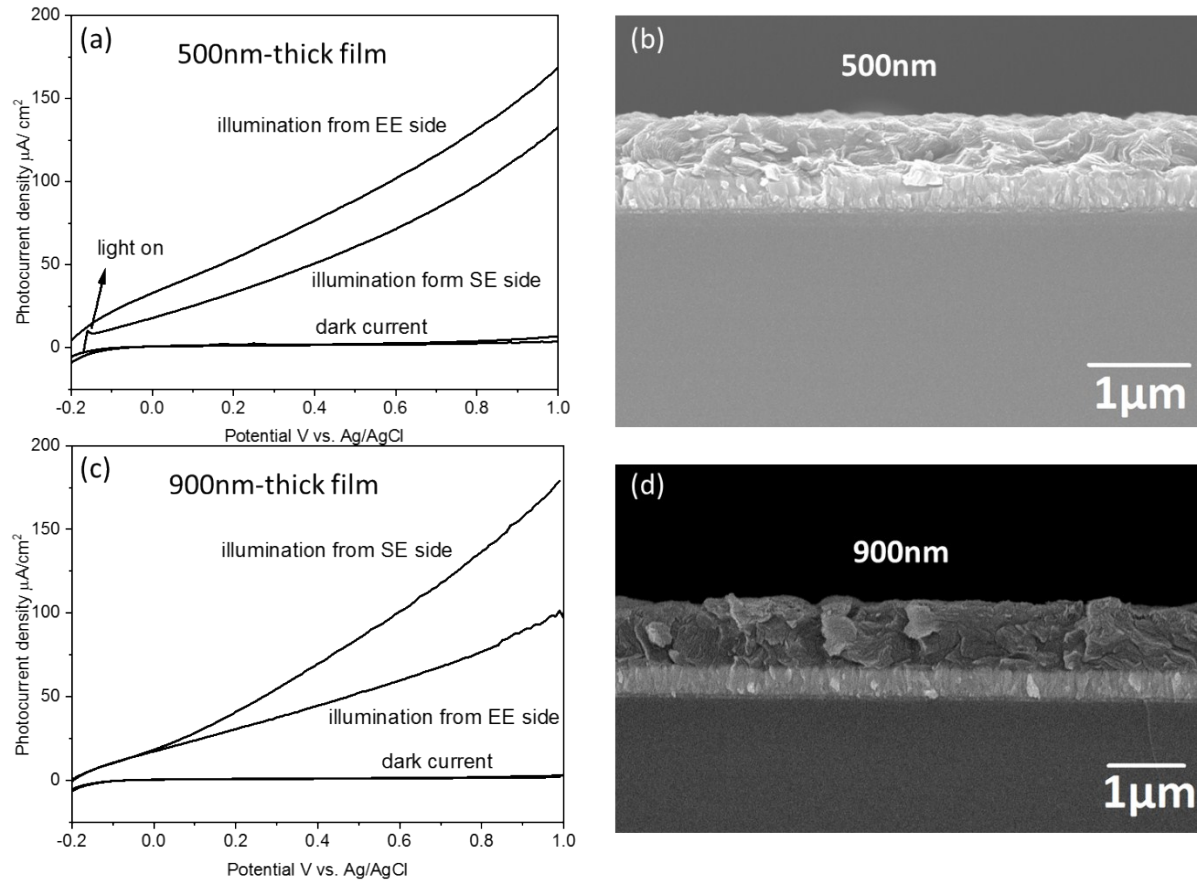 (a)
500nm-thick film
illumination from EE side
light on
illumination form SE side
dark current
200
150
100
50
0
-0.2 0.0 0.2 0.4 0.6 0.8 1.0
Photocurrent density μA/ cm²
Potential V vs. Ag/AgCl
(b)
500nm
1μm
(c)
900nm-thick film
illumination from SE side
illumination from EE side
dark current
200
150
100
50
0
-0.2 0.0 0.2 0.4 0.6 0.8 1.0
Photocurrent density μA/cm²
Potential V vs. Ag/AgCl
(d)
900nm
1μm